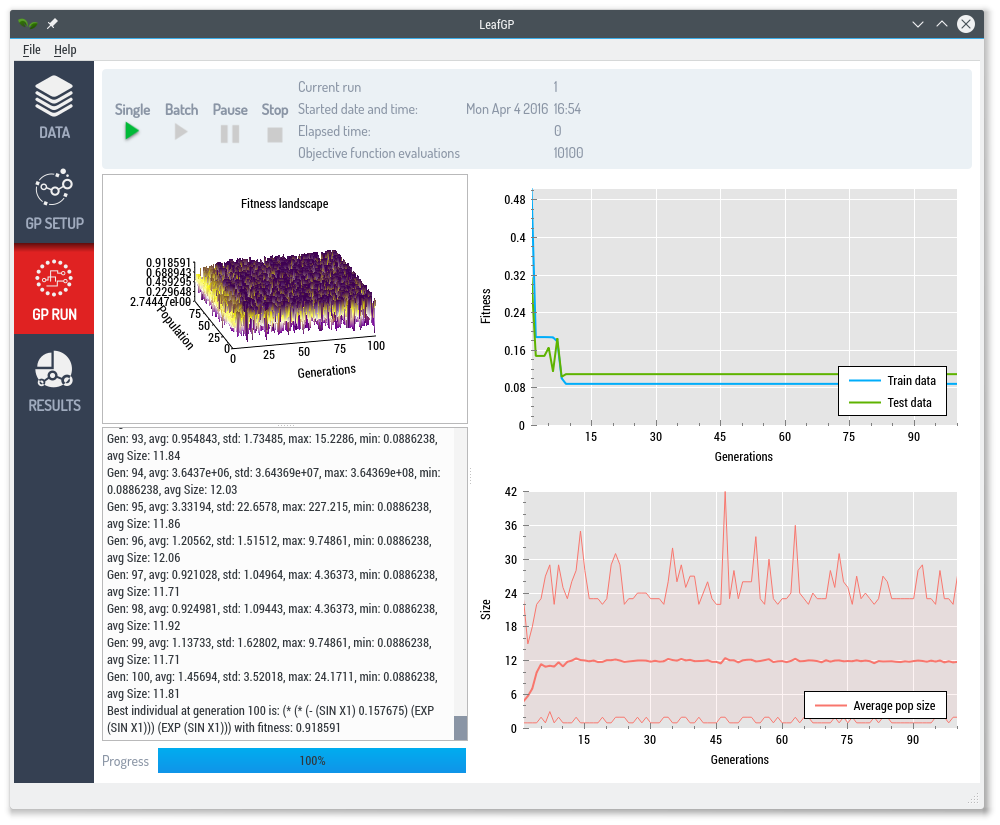 LeafGP
File Help
DATA
GP SETUP
GP RUN
RESULTS
Single Batch Pause Stop
Current run 1
Started date and time: Mon Apr 4 2016 16:54
Elapsed time: 0
Objective function evaluations 10100
Fitness landscape
0.918591
0.688943
0.459295
0.229648
100
75
50
25
0
Population
0 25 50 75 100
Generations
Gen: 93, avg: 0.954843, std: 1.73485, max: 15.2286, min: 0.0886238,
avg Size: 11.84
Gen: 94, avg: 3.6437e+06, std: 3.64369e+07, max: 3.64369e+08, min:
0.0886238, avg Size: 12.03
Gen: 95, avg: 3.33194, std: 22.6578, max: 227.215, min: 0.0886238,
avg Size: 11.86
Gen: 96, avg: 1.20562, std: 1.51512, max: 9.74861, min: 0.0886238,
avg Size: 12.06
Gen: 97, avg: 0.921028, std: 1.04964, max: 4.36373, min: 0.0886238,
avg Size: 11.71
Gen: 98, avg: 0.924981, std: 1.09443, max: 4.36373, min: 0.0886238,
avg Size: 11.92
Gen: 99, avg: 1.13733, std: 1.62802, max: 9.74861, min: 0.0886238,
avg Size: 11.71
Gen: 100, avg: 1.45694, std: 3.52018, max: 24.1711, min: 0.0886238,
avg Size: 11.81
Best individual at generation 100 is: (* (* (- (SIN X1) 0.157675) (EXP
(SIN X1))) (EXP (SIN X1))) with fitness: 0.918591
Progress 100%
0.48
0.4
0.32
0.24
0.16
0.08
0
Fitness
Train data
Test data
15 30 45 60 75 90
Generations
42
36
30
24
18
12
6
0
Size
Average pop size
15 30 45 60 75 90
Generations